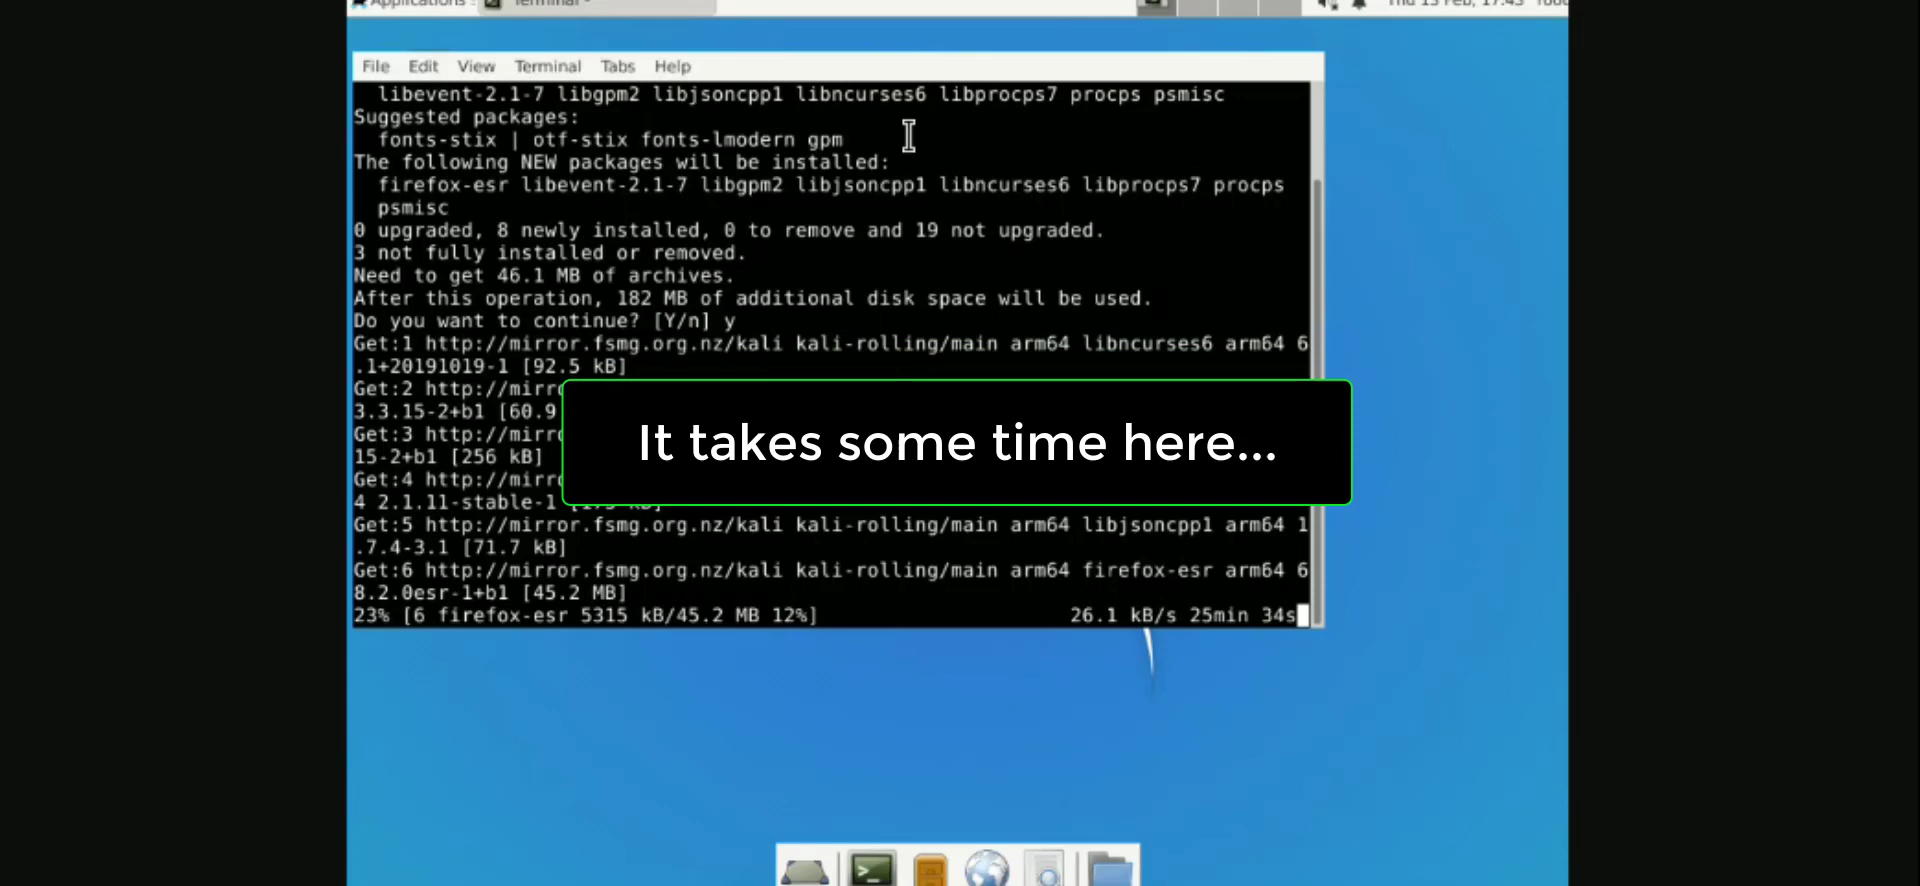 Applications :
Terminal -
Thu 13 Feb, 17:43
File Edit View Terminal Tabs Help
libevent-2.1-7 libgpm2 libjsoncpp1 libncurses6 libprocps7 procps psmisc
Suggested packages:
fonts-stix | otf-stix fonts-lmodern gpm
The following NEW packages will be installed:
firefox-esr libevent-2.1-7 libgpm2 libjsoncpp1 libncurses6 libprocps7 procps
psmisc
0 upgraded, 8 newly installed, 0 to remove and 19 not upgraded.
3 not fully installed or removed.
Need to get 46.1 MB of archives.
After this operation, 182 MB of additional disk space will be used.
Do you want to continue? [Y/n] y
Get:1 http://mirror.fsmg.org.nz/kali kali-rolling/main arm64 libncurses6 arm64 6
.1+20191019-1 [92.5 kB]
Get:2 http://mirro
3.3.15-2+b1 [60.9
Get:3 http://mirro
15-2+b1 [256 kB]
Get:4 http://mirro
4 2.1.11-stable-1
It takes some time here...
Get:5 http://mirror.fsmg.org.nz/kali kali-rolling/main arm64 libjsoncpp1 arm64 1
.7.4-3.1 [71.7 kB]
Get:6 http://mirror.fsmg.org.nz/kali kali-rolling/main arm64 firefox-esr arm64 6
8.2.0esr-1+b1 [45.2 MB]
23% [6 firefox-esr 5315 kB/45.2 MB 12%] 26.1 kB/s 25min 34s